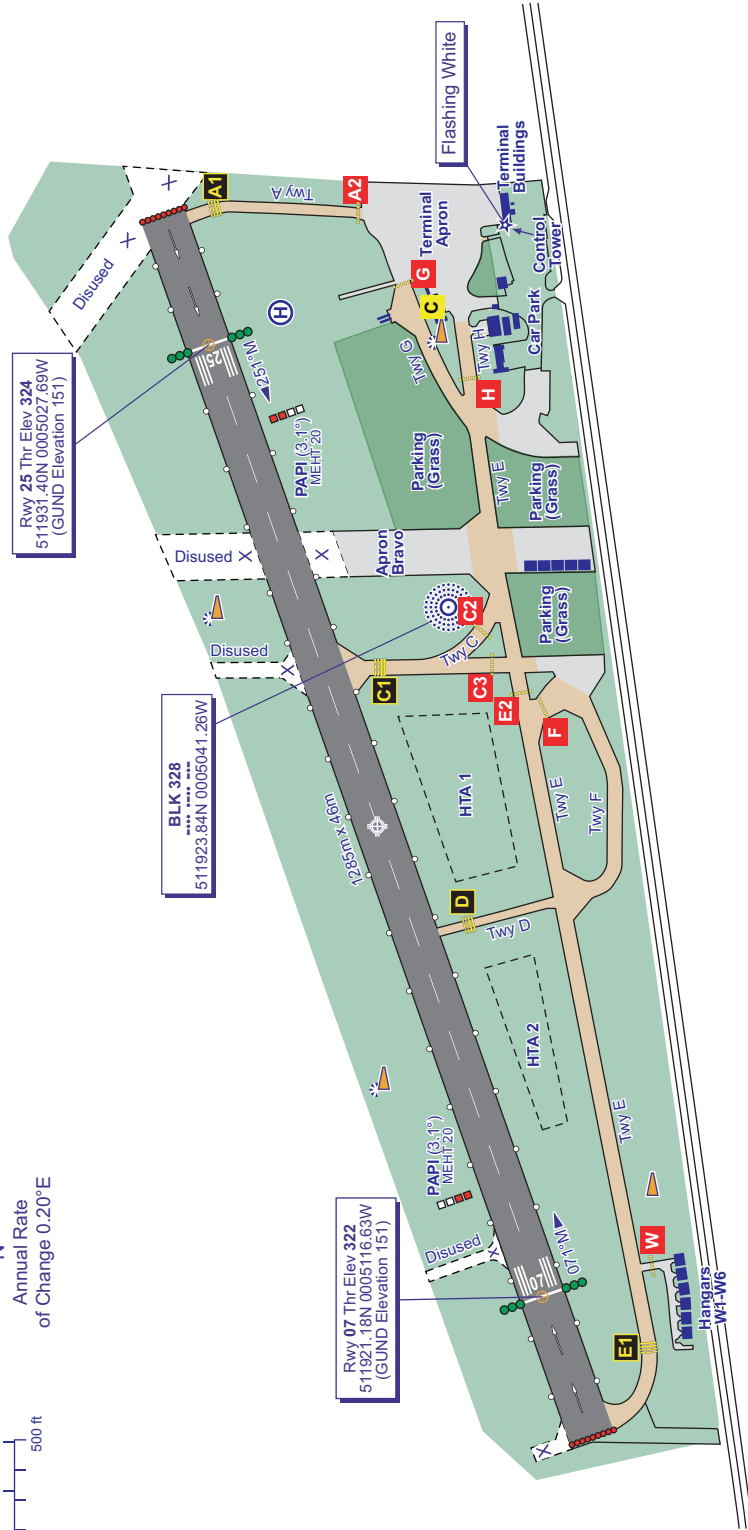 N
Annual Rate
of Change 0.20°E
500 ft
Rwy 25 Thr Elev 324
511931.40N 0005027.69W
(GUND Elevation 151)
BLK 328
511923.84N 0005041.26W
Rwy 07 Thr Elev 322
511921.18N 0005116.63W
(GUND Elevation 151)
Flashing White
Disused
X
X
Disused
X
X
Disused
X
Disused
X
X
25
251°M
07
071°M
1285m x 46m
PAPI (3.1°)
MEHT 20
PAPI (3.1°)
MEHT 20
H
A1
Twy A
A2
Terminal
Apron
Terminal
Buildings
Control
Tower
Car Park
G
C
Twy G
Twy H
H
Parking
(Grass)
Twy E
Parking
(Grass)
Apron
Bravo
Parking
(Grass)
C2
Twy C
C1
C3
E2
F
HTA 1
Twy E
Twy F
D
Twy D
HTA 2
Twy E
W
E1
Hangars
W1-W6